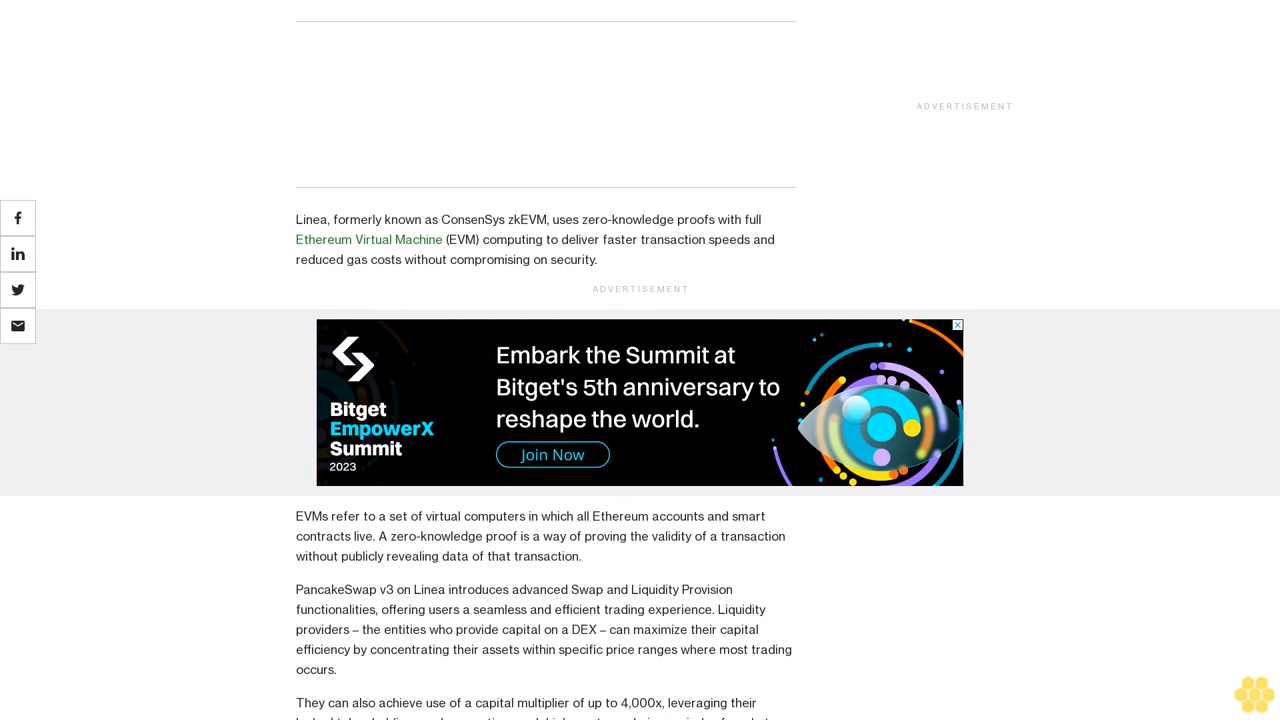 ADVERTISEMENT
Linea, formerly known as ConsenSys zkEVM, uses zero-knowledge proofs with full
Ethereum Virtual Machine (EVM) computing to deliver faster transaction speeds and
reduced gas costs without compromising on security.
ADVERTISEMENT
Bitget
EmpowerX
Summit
2023
Embark the Summit at
Bitget's 5th anniversary to
reshape the world.
Join Now
EVMs refer to a set of virtual computers in which all Ethereum accounts and smart
contracts live. A zero-knowledge proof is a way of proving the validity of a transaction
without publicly revealing data of that transaction.
PancakeSwap v3 on Linea introduces advanced Swap and Liquidity Provision
functionalities, offering users a seamless and efficient trading experience. Liquidity
providers – the entities who provide capital on a DEX – can maximize their capital
efficiency by concentrating their assets within specific price ranges where most trading
occurs.
They can also achieve use of a capital multiplier of up to 4,000x, leveraging their